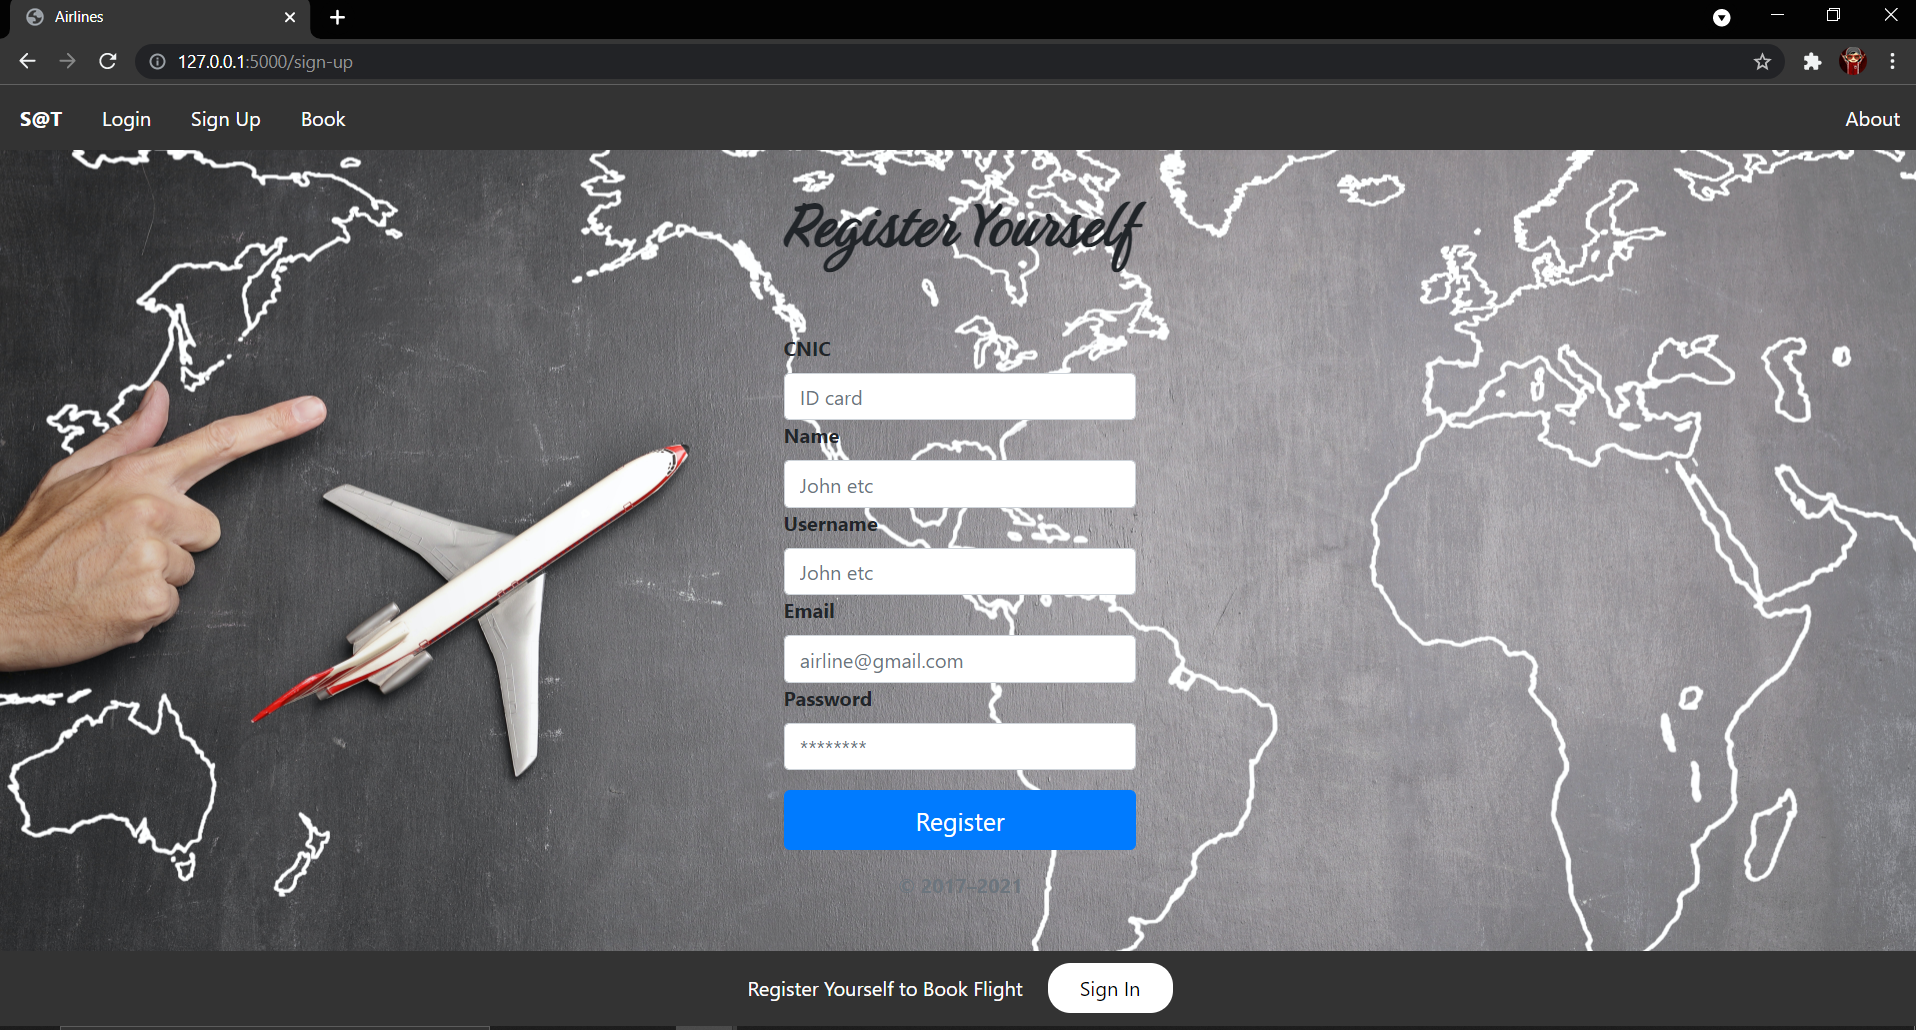 Airlines
127.0.0.1:5000/sign-up
S@T Login Sign Up Book About
Register Yourself
CNIC
ID card
Name
John etc
Username
John etc
Email
airline@gmail.com
Password
********
Register
© 2017–2021
Register Yourself to Book Flight Sign In